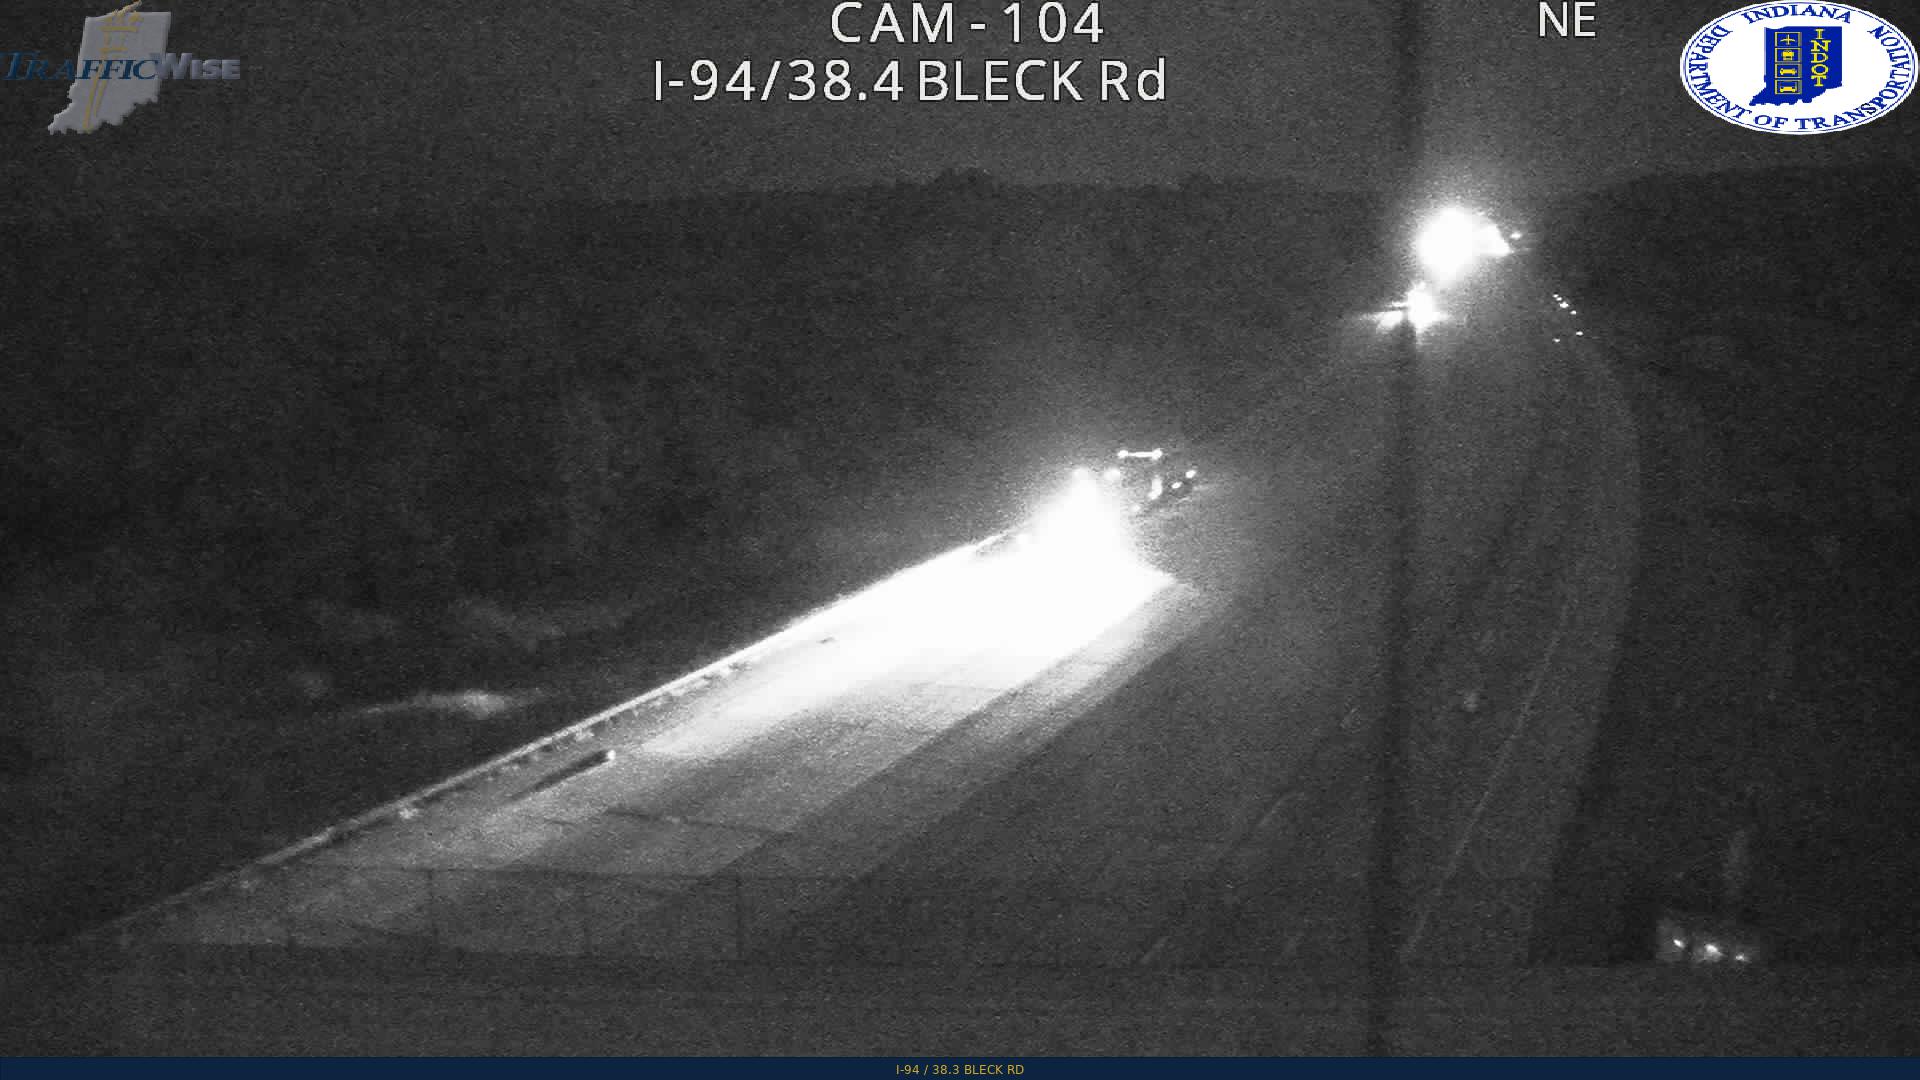 CAM-104
I-94/38.4 BLECK Rd
NE
TRAFFICWISE
INDIANA
DEPARTMENT OF TRANSPORTATION
INDOT
I-94 / 38.3 BLECK RD